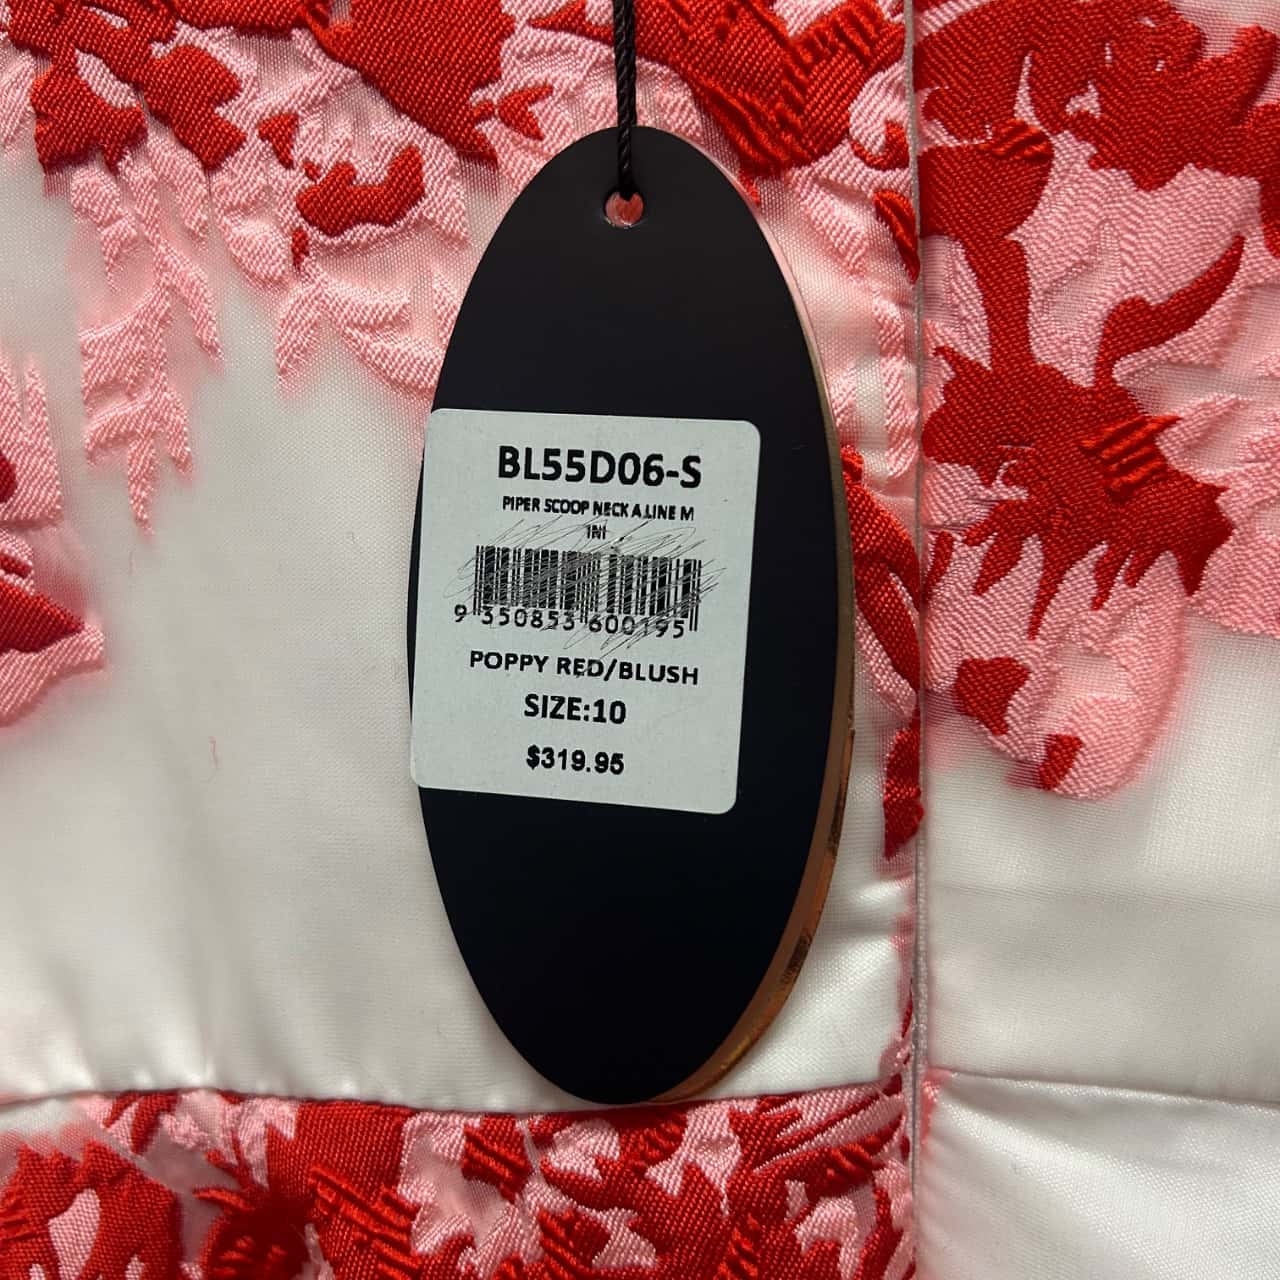 BL55D06-S
PIPER SCOOP NECK A LINE M
INI
9 350853 600195
POPPY RED/BLUSH
SIZE:10
$319.95